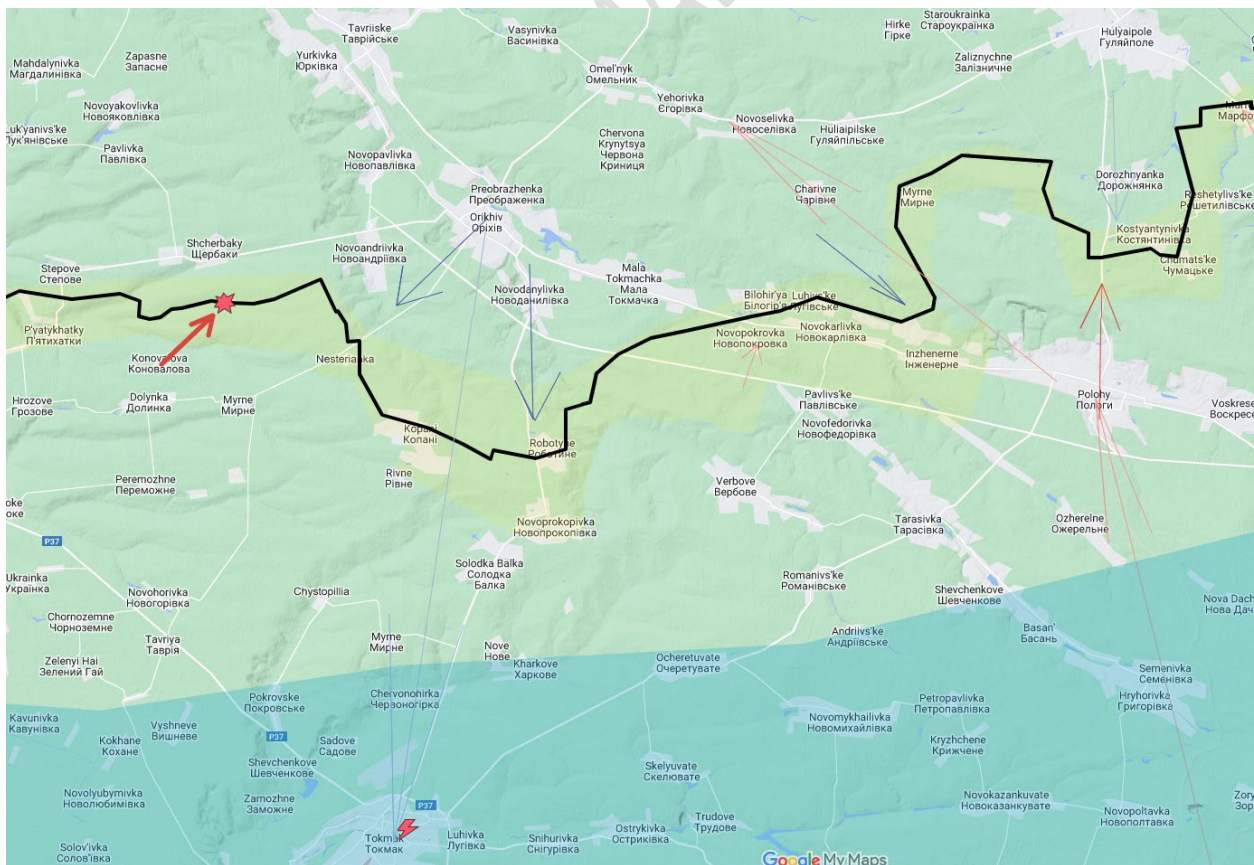 Tavriiske
Таврійське
Vasynivka
Васинівка
Hirke
Гірке
Staroukrainka
Староукраїнка
Hulyaipole
Гуляйполе
Zapasne
Запасне
Mahdalynivka
Магдалинівка
Yurkivka
Юрківка
Omel'nyk
Омельник
Zaliznychne
Залізничне
Novoyakovlivka
Новояковлівка
Yehorivka
Єгорівка
Novoselivka
Новоселівка
Huliaipilske
Гуляйпільське
Luk'yanivs'ke
Pavlivka
Павлівка
Chervona
Krynytsya
Червона
Криниця
Novopavlivka
Новопавлівка
Preobrazhenka
Преображенка
Orikhiv
Оріхів
Charivne
Чарівне
Myrne
Мирне
Dorozhnyanka
Дорожнянка
Kostyantynivka
Костянтинівка
Chumats'ke
Чумацьке
Shcherbaky
Щербаки
Novoandriivka
Новоандріївка
Stepove
Степове
Mala
Tokmachka
Мала
Токмачка
Novodanylivka
Новоданилівка
Bilohir'ya
Білогір'я
Luhivs'ke
Лугівське
P'yatykhatky
П'ятихатки
Novopokrovka
Новопокровка
Novokarlivka
Новокарлівка
Nesterianka
Konovalova
Коновалова
Inzhenerne
Інженерне
Hrozove
Грозове
Dolynka
Долинка
Myrne
Мирне
Polohy
Пологи
Pavlivs'ke
Павлівське
Novofedorivka
Новофедорівка
Kopani
Копані
Robotyne
Роботине
Rivne
Рівне
Peremozhne
Переможне
Verbove
Вербове
P37
Novoprokopivka
Новопрокопівка
Tarasivka
Тарасівка
Ozherelne
Ожерельне
Solodka Balka
Солодка
Балка
Ukrainka
Українка
Novohorivka
Новогорівка
Chystopillia
Romanivs'ke
Романівське
Shevchenkove
Шевченкове
Nova Dach
Нова Дач
Chornozemne
Чорноземне
Tavriya
Таврія
Myrne
Мирне
Nove
Нове
Andriivs'ke
Андріївське
Basan'
Басань
Zelenyi Hai
Зелений Гай
Kharkove
Харкове
Ocheretuvate
Очеретувате
Semenivka
Семенівка
Pokrovske
Покровське
Chervonohirka
Червоногірка
Petropavlivka
Петропавлівка
Hryhorivka
Григорівка
Kavunivka
Кавунівка
Vyshneve
Вишневе
Novomykhailivka
Новомихайлівка
Kokhane
Кохане
P37
Sadove
Садове
Kryzhchene
Крижчене
Shevchenkove
Шевченкове
Skelyuvate
Скелювате
Novolyubymivka
Новолюбимівка
Zamozhne
Заможне
P37
Novokazankuvate
Новоказанкувате
Novopoltavka
Новополтавка
Trudove
Трудове
Tokmak
Токмак
Luhivka
Лугівка
Snihurivka
Снігурівка
Ostrykivka
Остриківка
Solov'ivka
Солов'ївка
Google My Maps